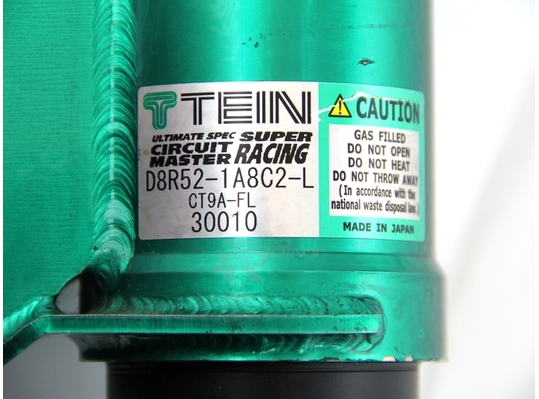 TEIN
ULTIMATE SPEC SUPER
CIRCUIT
MASTER RACING
D8R52-1A8C2-L
CT9A-FL
30010
CAUTION
GAS FILLED
DO NOT OPEN
DO NOT HEAT
DO NOT THROW AWAY
(In accordance with the
national waste disposal law.)
MADE IN JAPAN